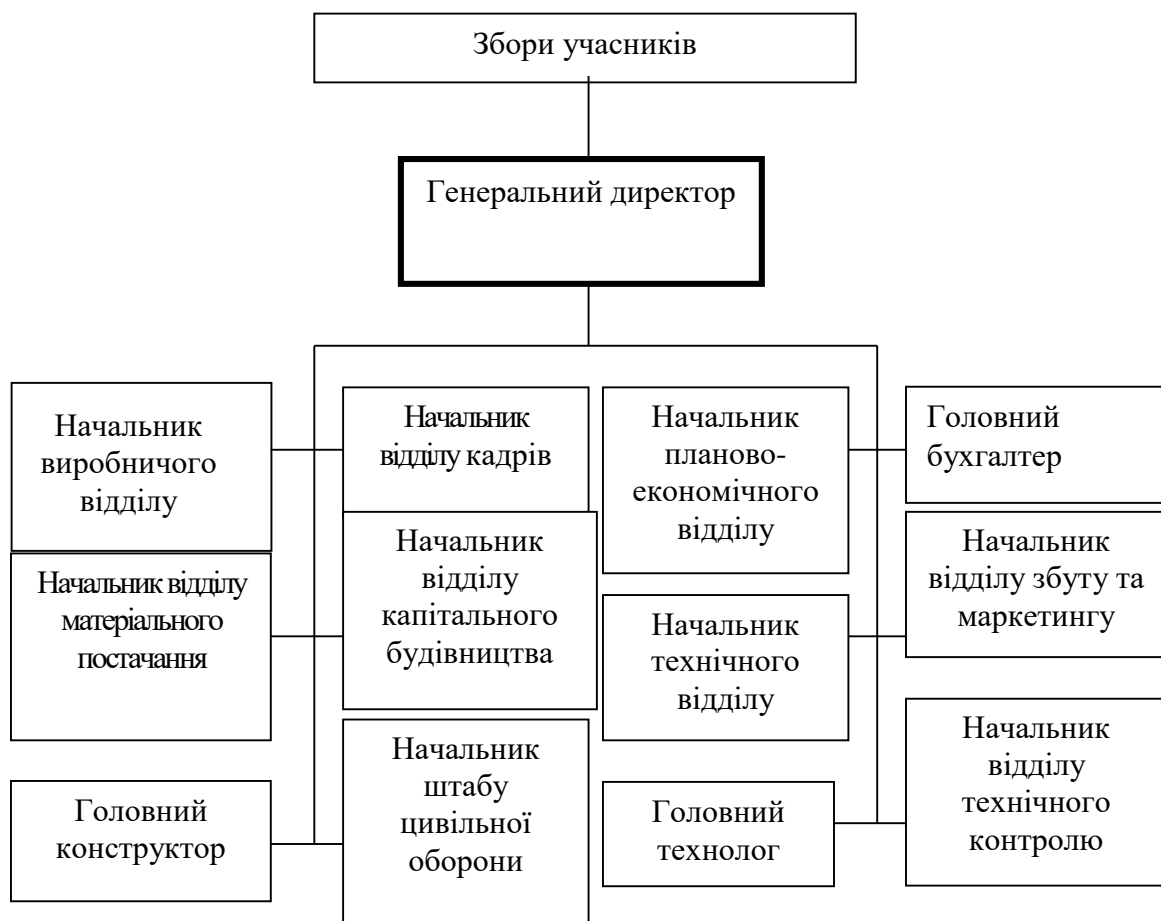 Збори учасників
Генеральний директор
Начальник
виробничого
відділу
Начальник
відділу кадрів
Начальник
планово-
економічного
відділу
Головний
бухгалтер
Начальник відділу
матеріального
постачання
Начальник
відділу
капітального
будівництва
Начальник
технічного
відділу
Начальник
відділу збуту та
маркетингу
Головний
конструктор
Начальник
штабу
цивільної
оборони
Головний
технолог
Начальник
відділу
технічного
контролю